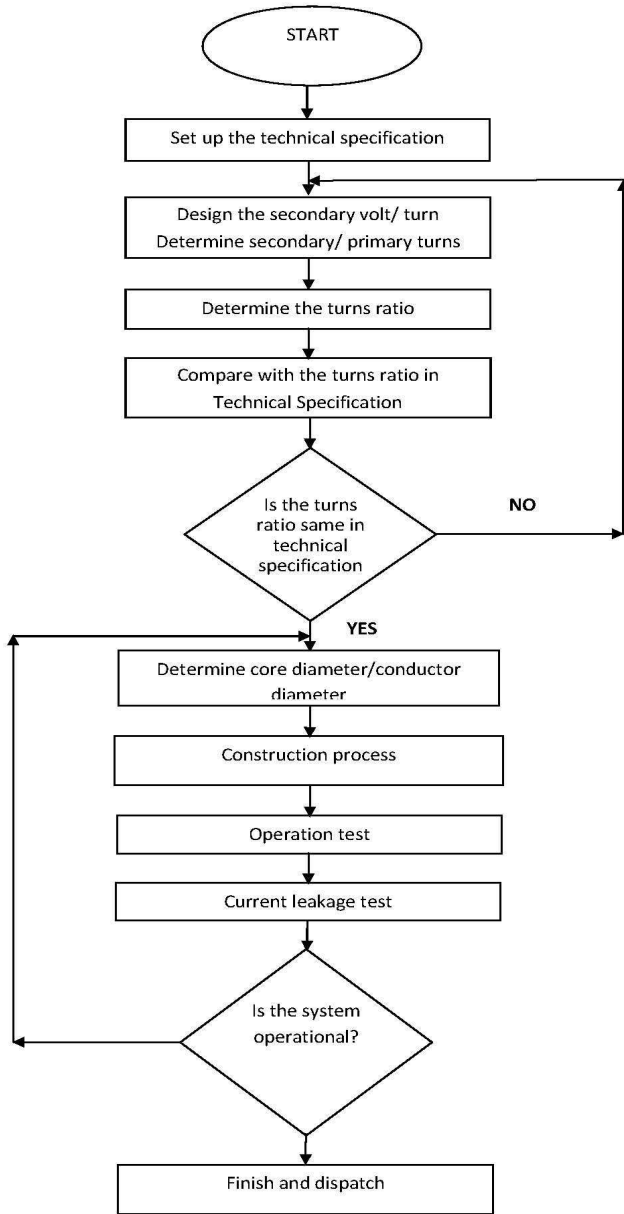 START
Set up the technical specification
Design the secondary volt/ turn
Determine secondary/ primary turns
Determine the turns ratio
Compare with the turns ratio in
Technical Specification
Is the turns
ratio same in
technical
specification
NO
YES
Determine core diameter/conductor
diameter
Construction process
Operation test
Current leakage test
Is the system
operational?
Finish and dispatch